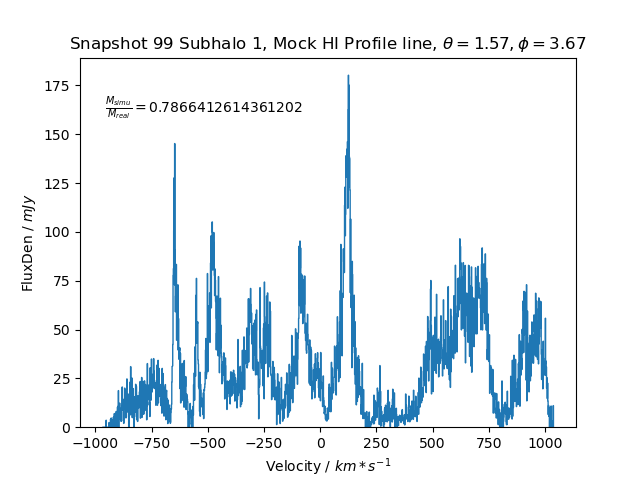 Snapshot 99 Subhalo 1, Mock HI Profile line, θ = 1.57, ϕ = 3.67
M_simu/M_real = 0.7866412614361202
FluxDen / mJy
175
150
125
100
75
50
25
0
−1000 −750 −500 −250 0 250 500 750 1000
Velocity / km * s⁻¹